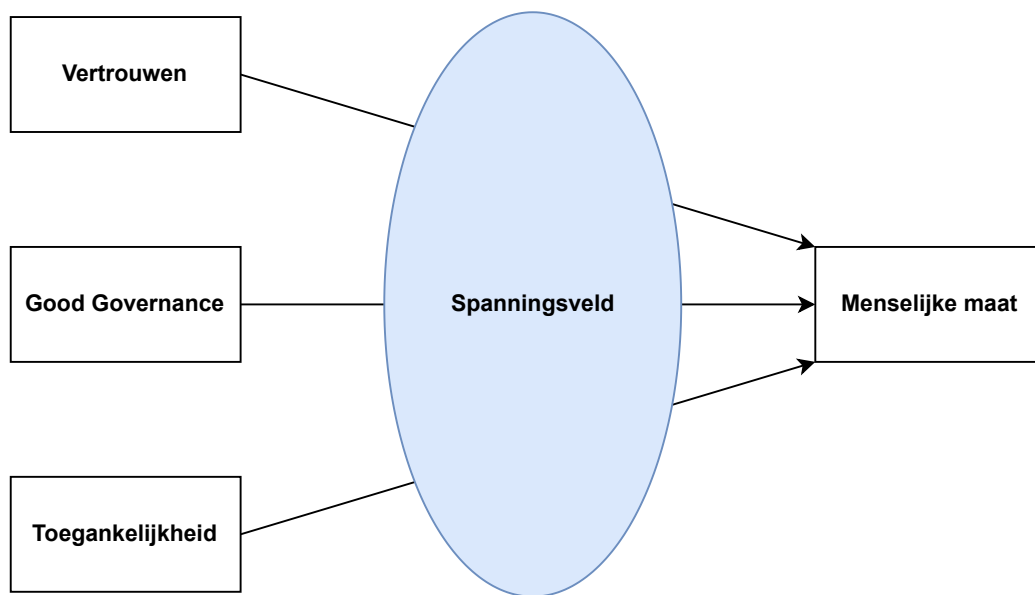 Vertrouwen
Good Governance
Spanningsveld
Menselijke maat
Toegankelijkheid